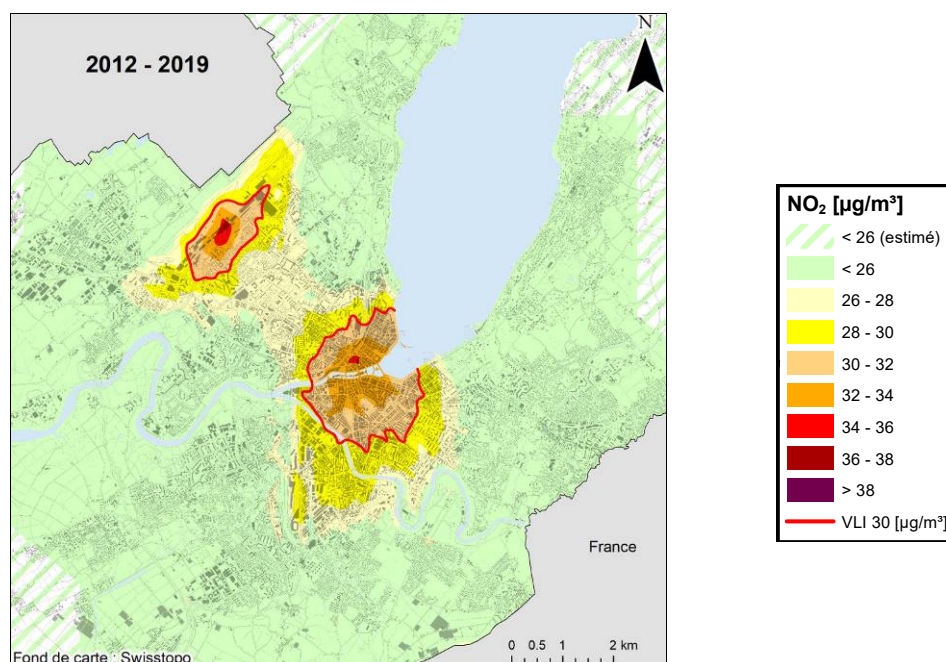 N
2012 - 2019
France
0 0.5 1 2 km
Fond de carte : Swisstopo
NO₂ [µg/m³]
< 26 (estimé)
< 26
26 - 28
28 - 30
30 - 32
32 - 34
34 - 36
36 - 38
> 38
VLI 30 [µg/m³]